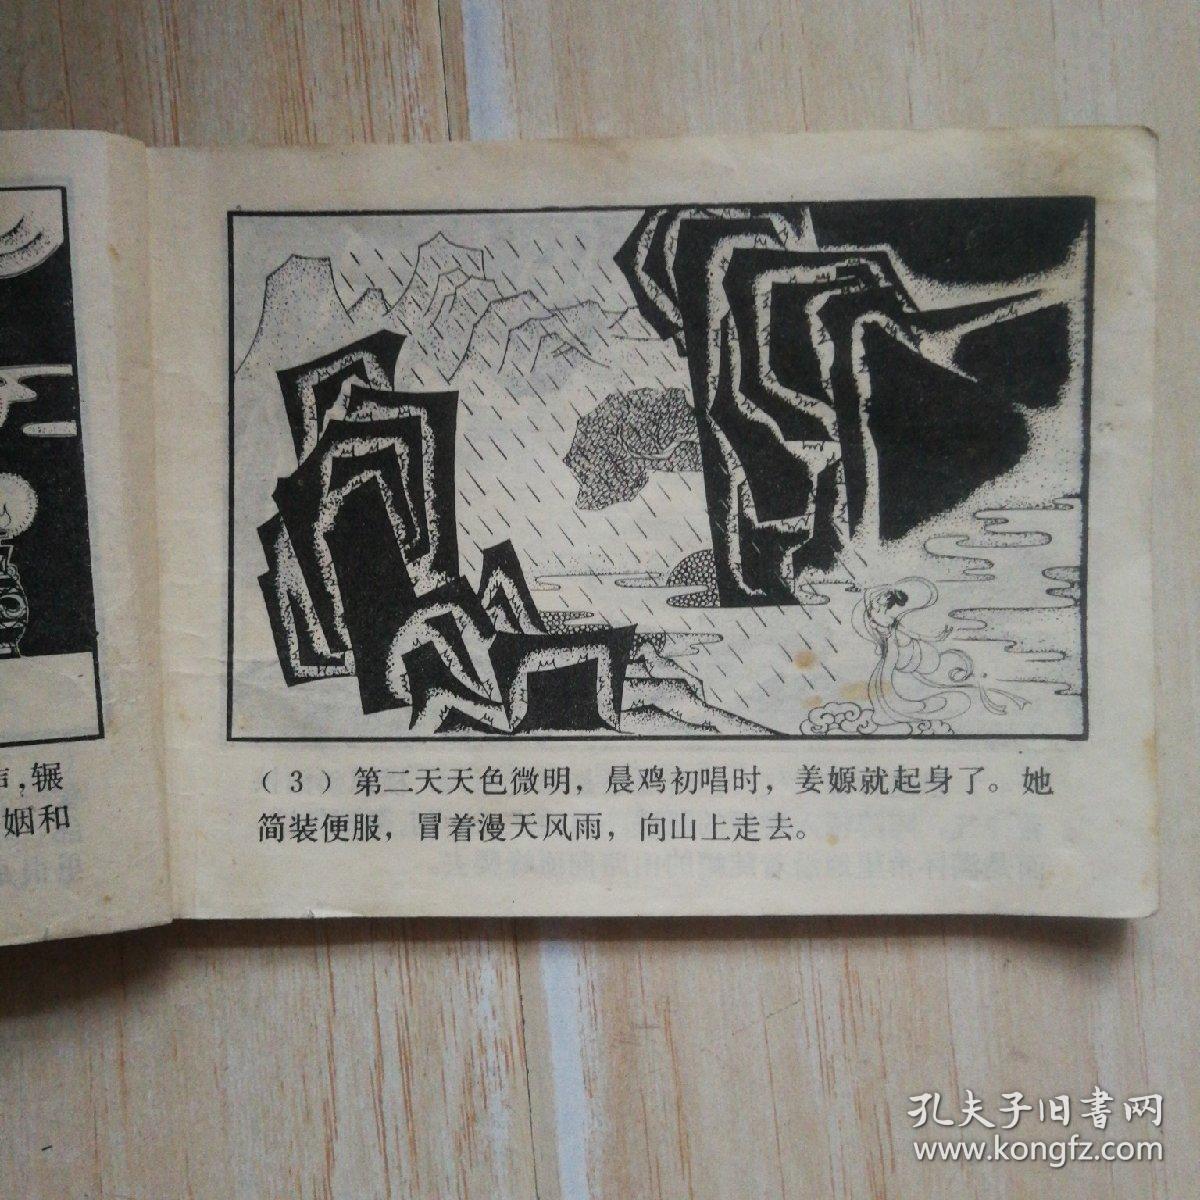 声，辗
姻和
（3）第二天天色微明，晨鸡初唱时，姜嫄就起身了。她
简装便服，冒着漫天风雨，向山上走去。
孔夫子旧书网
www.kongfz.com